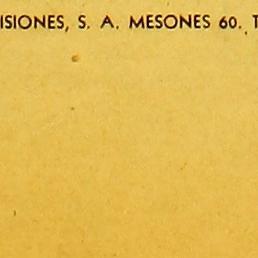 ISIONES, S. A. MESONES 60. T